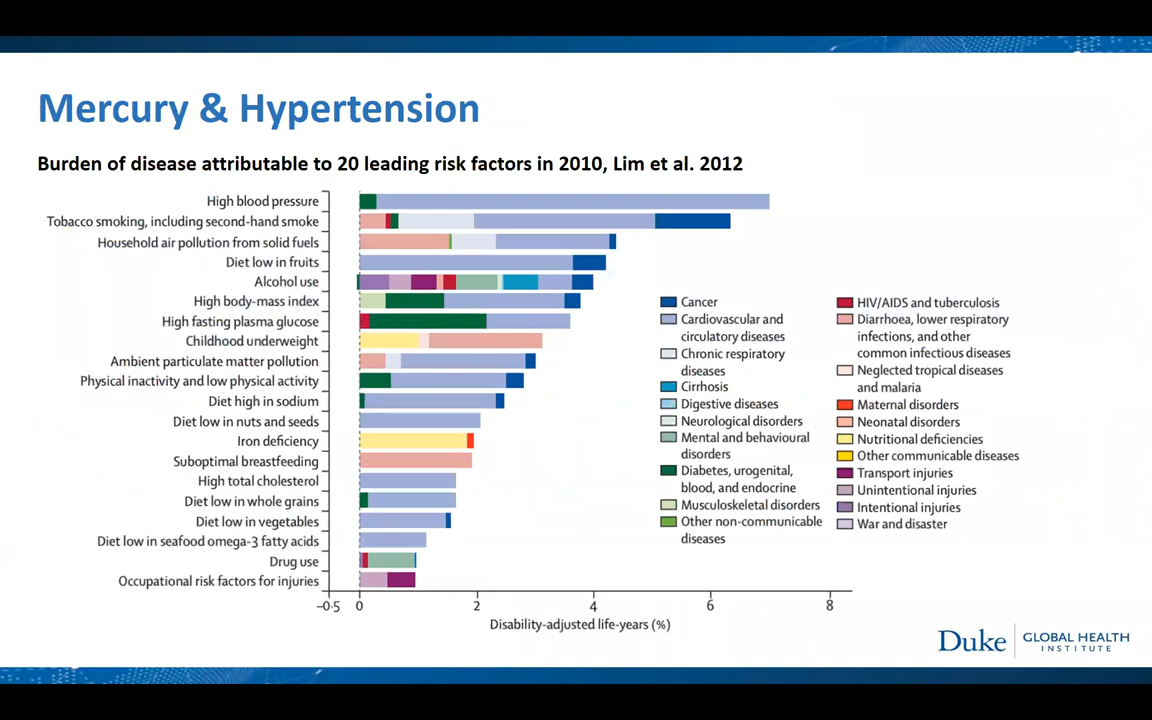 Mercury & Hypertension
Burden of disease attributable to 20 leading risk factors in 2010, Lim et al. 2012
High blood pressure
Tobacco smoking, including second-hand smoke
Household air pollution from solid fuels
Diet low in fruits
Alcohol use
High body-mass index
High fasting plasma glucose
Childhood underweight
Ambient particulate matter pollution
Physical inactivity and low physical activity
Diet high in sodium
Diet low in nuts and seeds
Iron deficiency
Suboptimal breastfeeding
High total cholesterol
Diet low in whole grains
Diet low in vegetables
Diet low in seafood omega-3 fatty acids
Drug use
Occupational risk factors for injuries
Cancer
Cardiovascular and
circulatory diseases
Chronic respiratory
diseases
Cirrhosis
Digestive diseases
Neurological disorders
Mental and behavioural
disorders
Diabetes, urogenital,
blood, and endocrine
Musculoskeletal disorders
Other non-communicable
diseases
HIV/AIDS and tuberculosis
Diarrhoea, lower respiratory
infections, and other
common infectious diseases
Neglected tropical diseases
and malaria
Maternal disorders
Neonatal disorders
Nutritional deficiencies
Other communicable diseases
Transport injuries
Unintentional injuries
Intentional injuries
War and disaster
–0·5 0 2 4 6 8
Disability-adjusted life-years (%)
Duke GLOBAL HEALTH
INSTITUTE